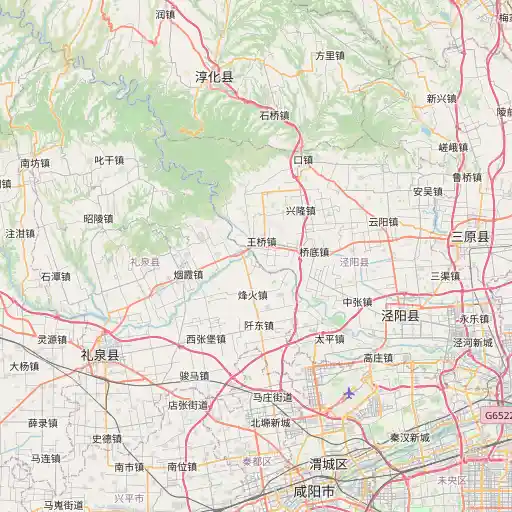 润镇
方里镇
淳化县
新兴镇
石桥镇
陵前
嵯峨镇
南坊镇
叱干镇
口镇
鲁桥镇
安吴镇
昭陵镇
兴隆镇
云阳镇
注泔镇
三原县
王桥镇
桥底镇
礼泉县
泾阳县
石潭镇
烟霞镇
三渠镇
烽火镇
中张镇
泾阳县
永乐镇
阡东镇
灵源镇
西张堡镇
太平镇
泾河新城
礼泉县
高庄镇
大杨镇
骏马镇
马庄街道
店张街道
G6522
薛录镇
北塬新城
史德镇
秦汉新城
马连镇
南市镇
南位镇
秦都区
渭城区
未央区
兴平市
咸阳市
马嵬街道